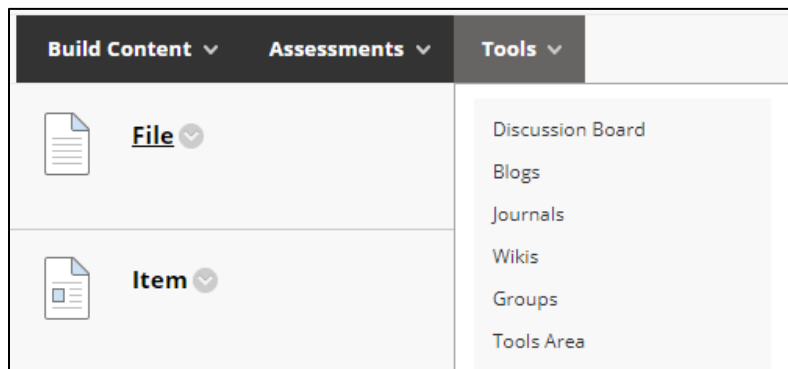 Build Content Assessments Tools
File
Item
Discussion Board
Blogs
Journals
Wikis
Groups
Tools Area